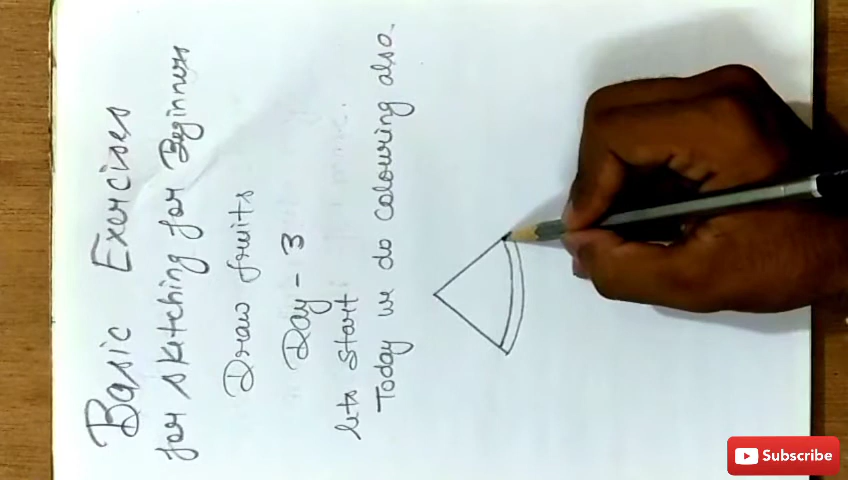 Basic Exercises
for sketching for Beginners
Draw fruits
Day - 3
lets start
Today we do colouring also.
Subscribe